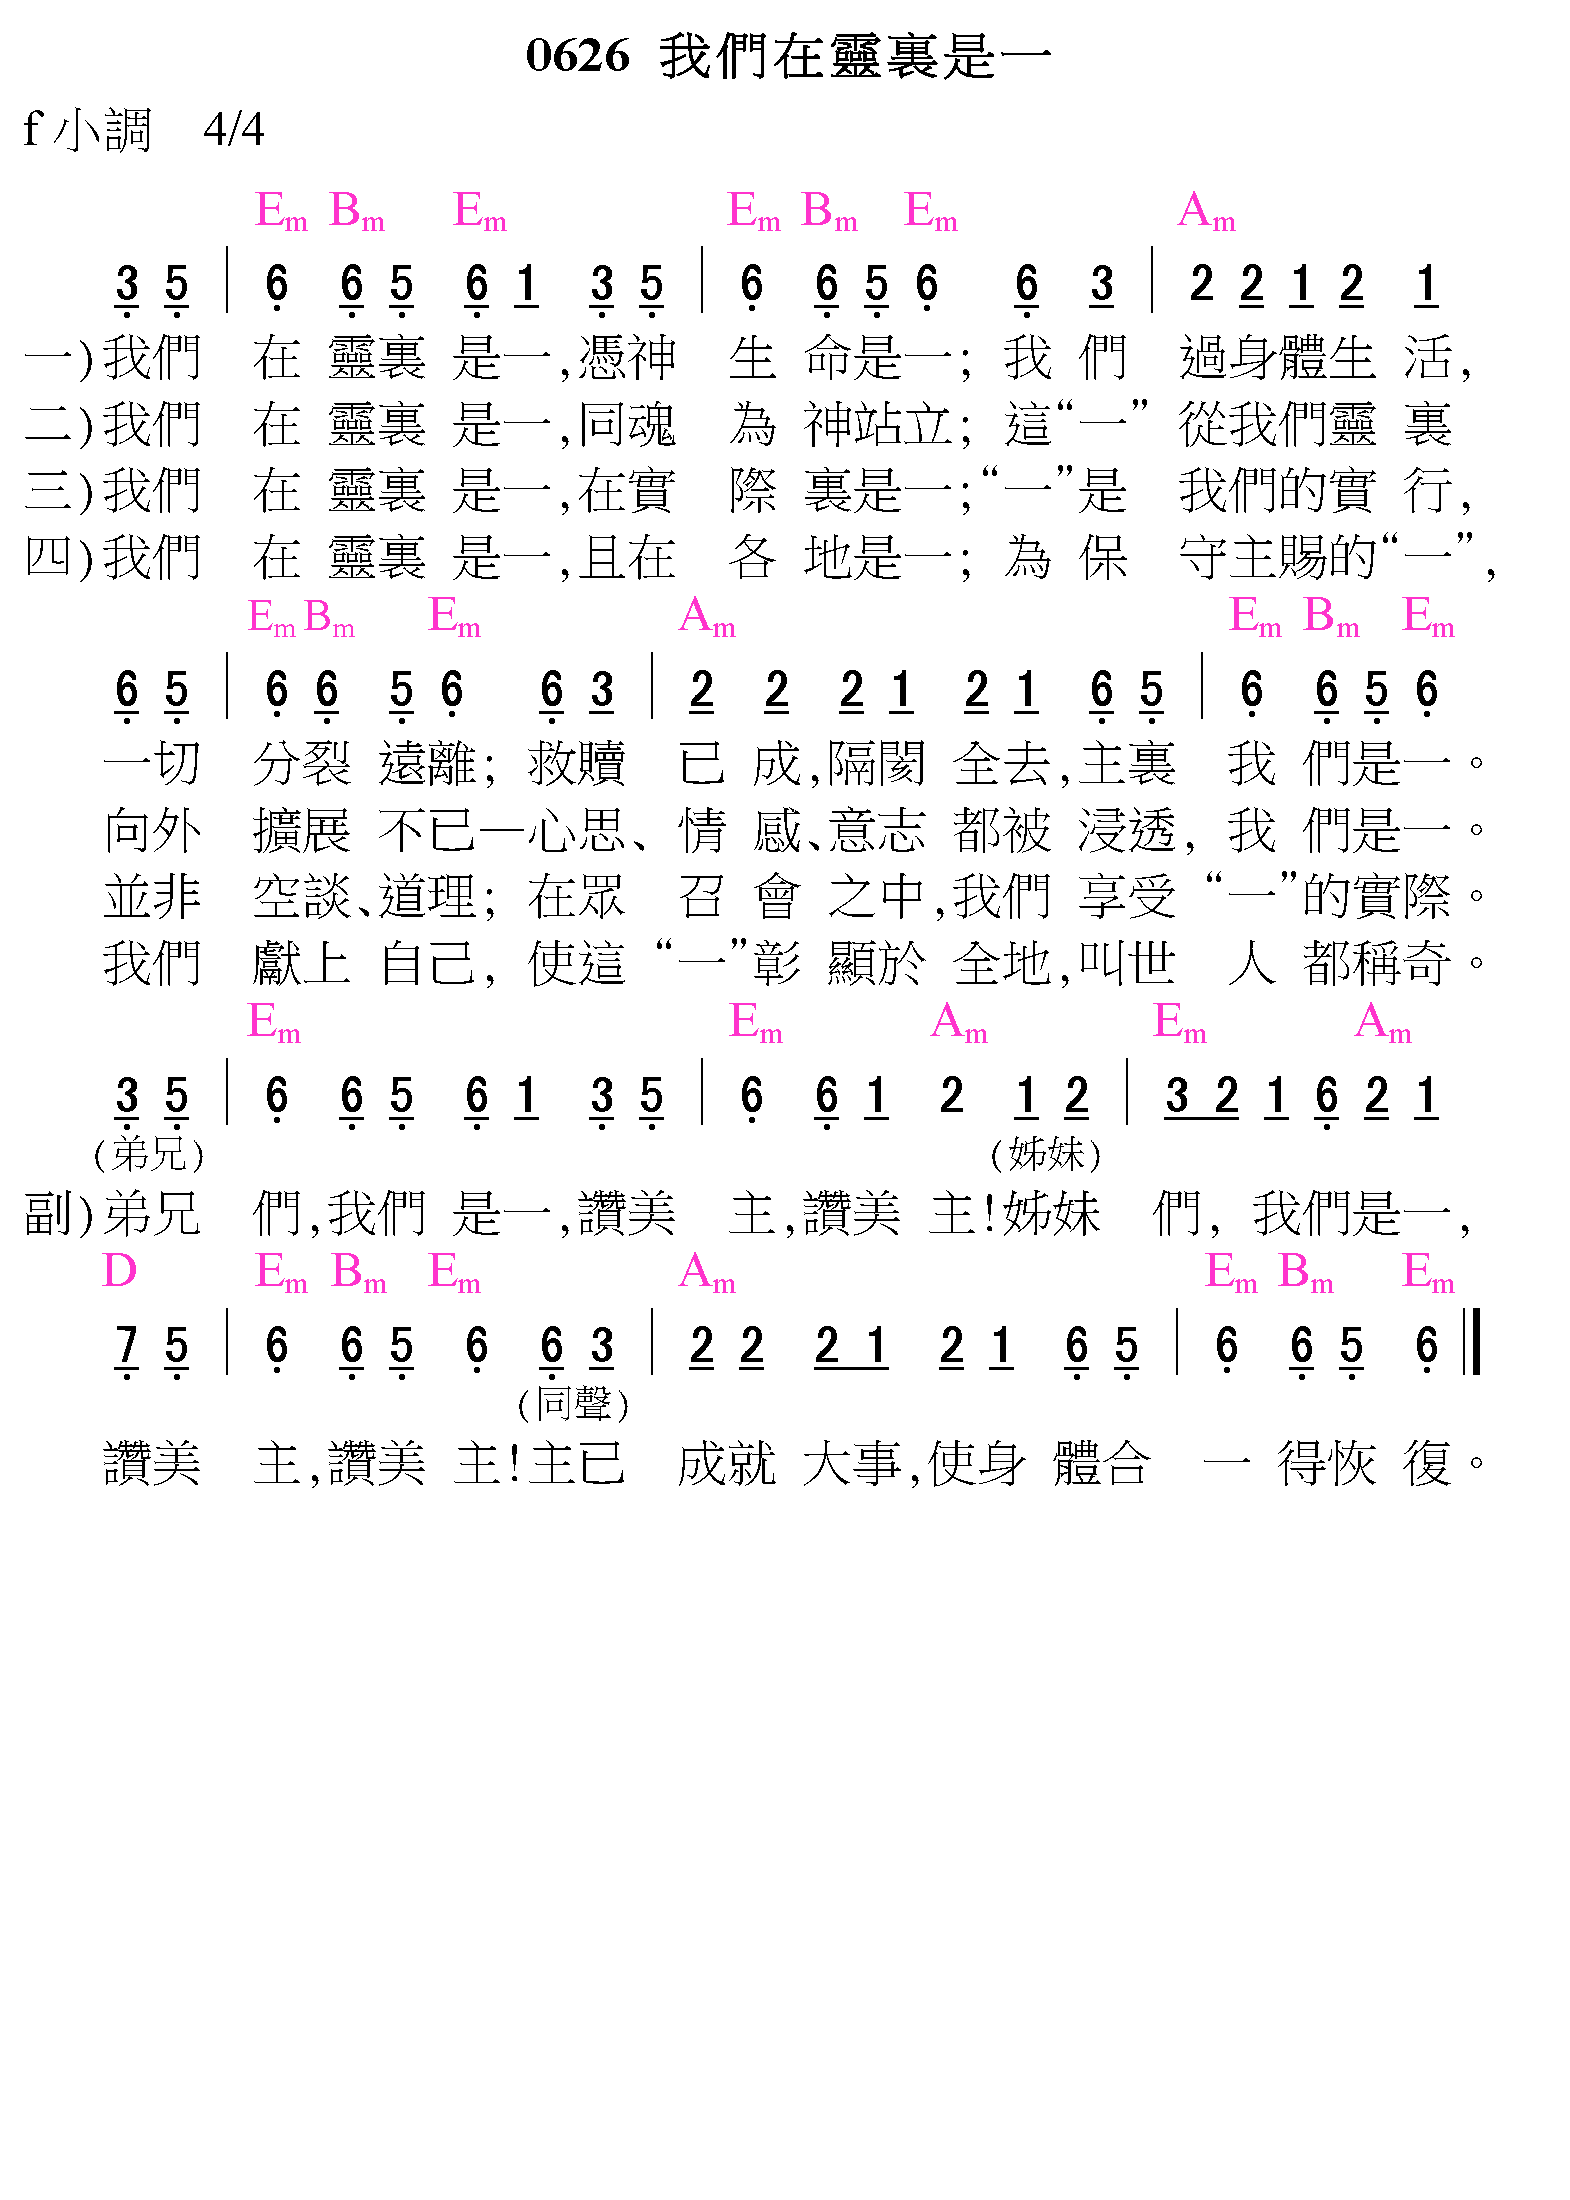 0626 我們在靈裏是一
f 小調 4/4
Em Bm Em Em Bm Em Am
3 5 | 6 6 5 6 1 3 5 | 6 6 5 6 6 3 | 2 2 1 2 1
一)我們 在 靈裏 是一,憑神 生 命是一; 我 們 過身體生 活,
二)我們 在 靈裏 是一,同魂 為 神站立; 這“一” 從我們靈 裏
三)我們 在 靈裏 是一,在實 際 裏是一;“一”是 我們的實 行,
四)我們 在 靈裏 是一,且在 各 地是一; 為 保 守主賜的“一”,
Em Bm Em Am Em Bm Em
6 5 | 6 6 5 6 6 3 | 2 2 2 1 2 1 6 5 | 6 6 5 6
一切 分裂 遠離; 救贖 已 成,隔閡 全去,主裏 我 們是一。
向外 擴展 不已—心思、情 感、意志 都被 浸透, 我 們是一。
並非 空談、道理; 在眾 召 會 之中,我們 享受 “一”的實際。
我們 獻上 自己, 使這 “一”彰 顯於 全地,叫世 人 都稱奇。
Em Em Am Em Am
3 5 | 6 6 5 6 1 3 5 | 6 6 1 2 1 2 | 3 2 1 6 2 1
(弟兄) (姊妹)
副)弟兄 們,我們 是一,讚美 主,讚美 主!姊妹 們, 我們是一,
D Em Bm Em Am Em Bm Em
7 5 | 6 6 5 6 6 3 | 2 2 2 1 2 1 6 5 | 6 6 5 6
(同聲)
讚美 主,讚美 主!主已 成就 大事,使身 體合 一 得恢 復。